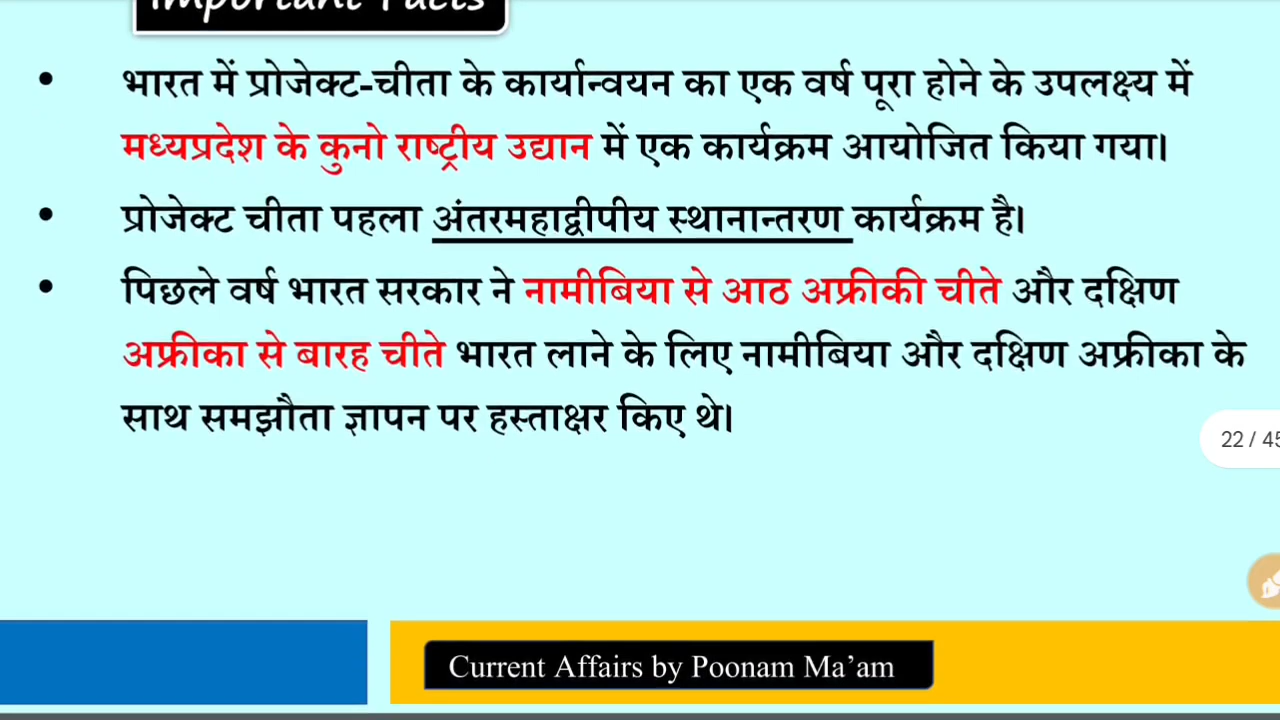 Important Facts
• भारत में प्रोजेक्ट-चीता के कार्यान्वयन का एक वर्ष पूरा होने के उपलक्ष्य में
मध्यप्रदेश के कुनो राष्ट्रीय उद्यान में एक कार्यक्रम आयोजित किया गया।
• प्रोजेक्ट चीता पहला अंतरमहाद्वीपीय स्थानान्तरण कार्यक्रम है।
• पिछले वर्ष भारत सरकार ने नामीबिया से आठ अफ्रीकी चीते और दक्षिण
अफ्रीका से बारह चीते भारत लाने के लिए नामीबिया और दक्षिण अफ्रीका के
साथ समझौता ज्ञापन पर हस्ताक्षर किए थे।
22 / 45
Current Affairs by Poonam Ma’am